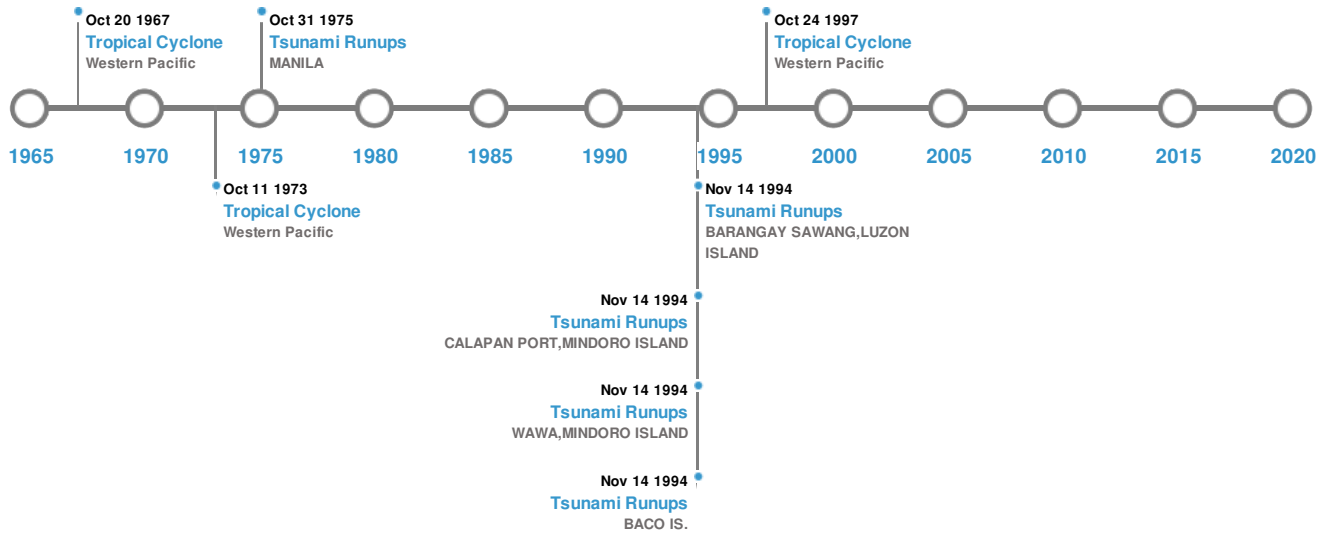 Oct 20 1967
Tropical Cyclone
Western Pacific
Oct 31 1975
Tsunami Runups
MANILA
Oct 24 1997
Tropical Cyclone
Western Pacific
1965
1970
1975
1980
1985
1990
1995
2000
2005
2010
2015
2020
Oct 11 1973
Tropical Cyclone
Western Pacific
Nov 14 1994
Tsunami Runups
BARANGAY SAWANG,LUZON
ISLAND
Nov 14 1994
Tsunami Runups
CALAPAN PORT,MINDORO ISLAND
Nov 14 1994
Tsunami Runups
WAWA,MINDORO ISLAND
Nov 14 1994
Tsunami Runups
BACO IS.